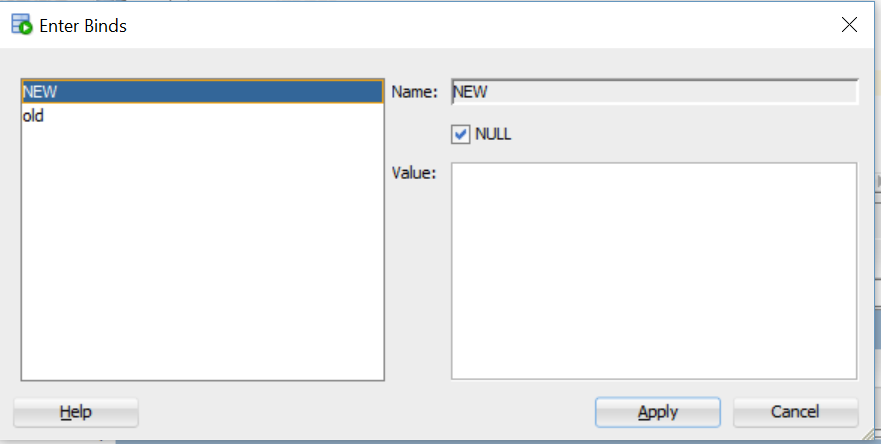 Enter Binds
NEW
old
Name: NEW
NULL
Value:
Help
Apply
Cancel